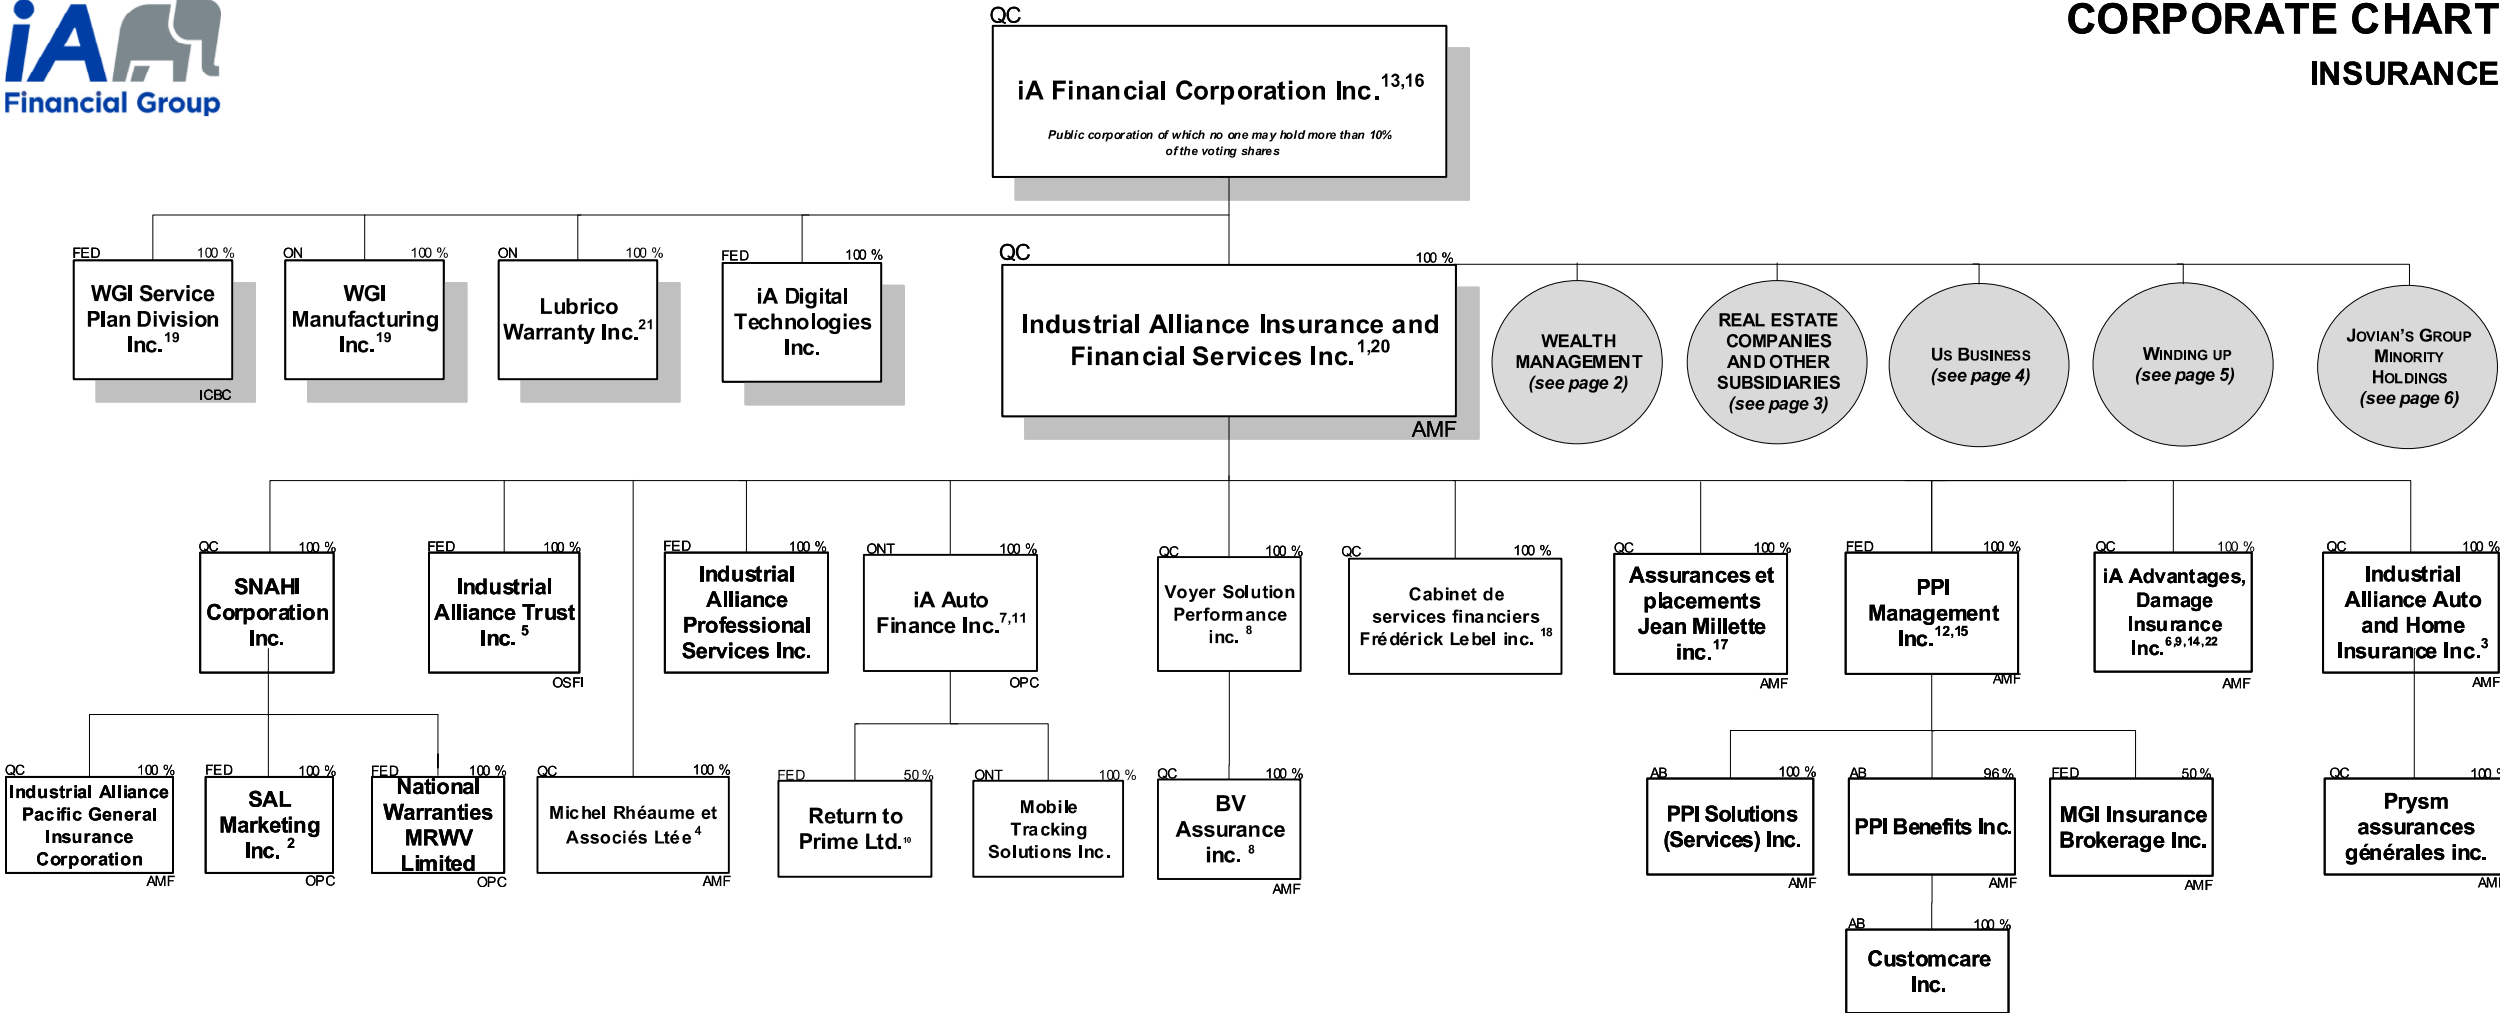 iA
Financial Group
CORPORATE CHART
INSURANCE
QC
iA Financial Corporation Inc.13,16
Public corporation of which no one may hold more than 10%
of the voting shares
FED 100 %
WGI Service
Plan Division
Inc.19
ICBC
ON 100 %
WGI
Manufacturing
Inc.19
ON 100 %
Lubrico
Warranty Inc.21
FED 100 %
iA Digital
Technologies
Inc.
QC 100 %
Industrial Alliance Insurance and
Financial Services Inc.1,20
AMF
WEALTH
MANAGEMENT
(see page 2)
REAL ESTATE
COMPANIES
AND OTHER
SUBSIDIARIES
(see page 3)
US BUSINESS
(see page 4)
WINDING UP
(see page 5)
JOVIAN'S GROUP
MINORITY
HOLDINGS
(see page 6)
QC 100 %
SNAHI
Corporation
Inc.
FED 100 %
Industrial
Alliance Trust
Inc. 5
OSFI
FED 100 %
Industrial
Alliance
Professional
Services Inc.
ONT 100 %
iA Auto
Finance Inc.7,11
OPC
QC 100 %
Voyer Solution
Performance
inc. 8
QC 100 %
Cabinet de
services financiers
Frédérick Lebel inc. 18
QC 100 %
Assurances et
placements
Jean Millette
inc.17
AMF
FED 100 %
PPI
Management
Inc.12,15
AMF
QC 100 %
iA Advantages,
Damage
Insurance
Inc.6,9,14,22
AMF
QC 100 %
Industrial
Alliance Auto
and Home
Insurance Inc.3
AMF
QC 100 %
Industrial Alliance
Pacific General
Insurance
Corporation
AMF
FED 100 %
SAL
Marketing
Inc. 2
OPC
FED 100 %
National
Warranties
MRWV
Limited
OPC
QC 100 %
Michel Rhéaume et
Associés Ltée 4
AMF
FED 50 %
Return to
Prime Ltd.10
ONT 100 %
Mobile
Tracking
Solutions Inc.
QC 100 %
BV
Assurance
inc. 8
AMF
AB 100 %
PPI Solutions
(Services) Inc.
AMF
AB 96 %
PPI Benefits Inc.
AMF
FED 50 %
MGI Insurance
Brokerage Inc.
AMF
QC 100 %
Prysm
assurances
générales inc.
AMF
AB 100 %
Customcare
Inc.